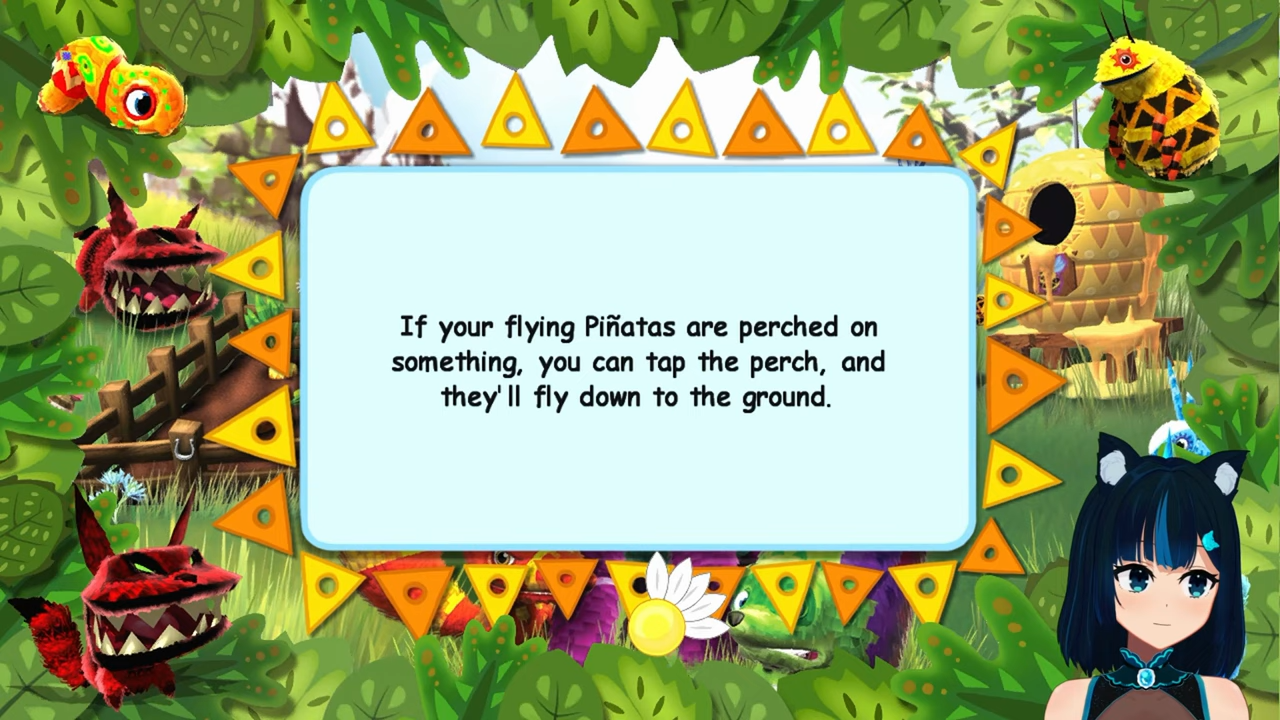 If your flying Piñatas are perched on
something, you can tap the perch, and
they'll fly down to the ground.